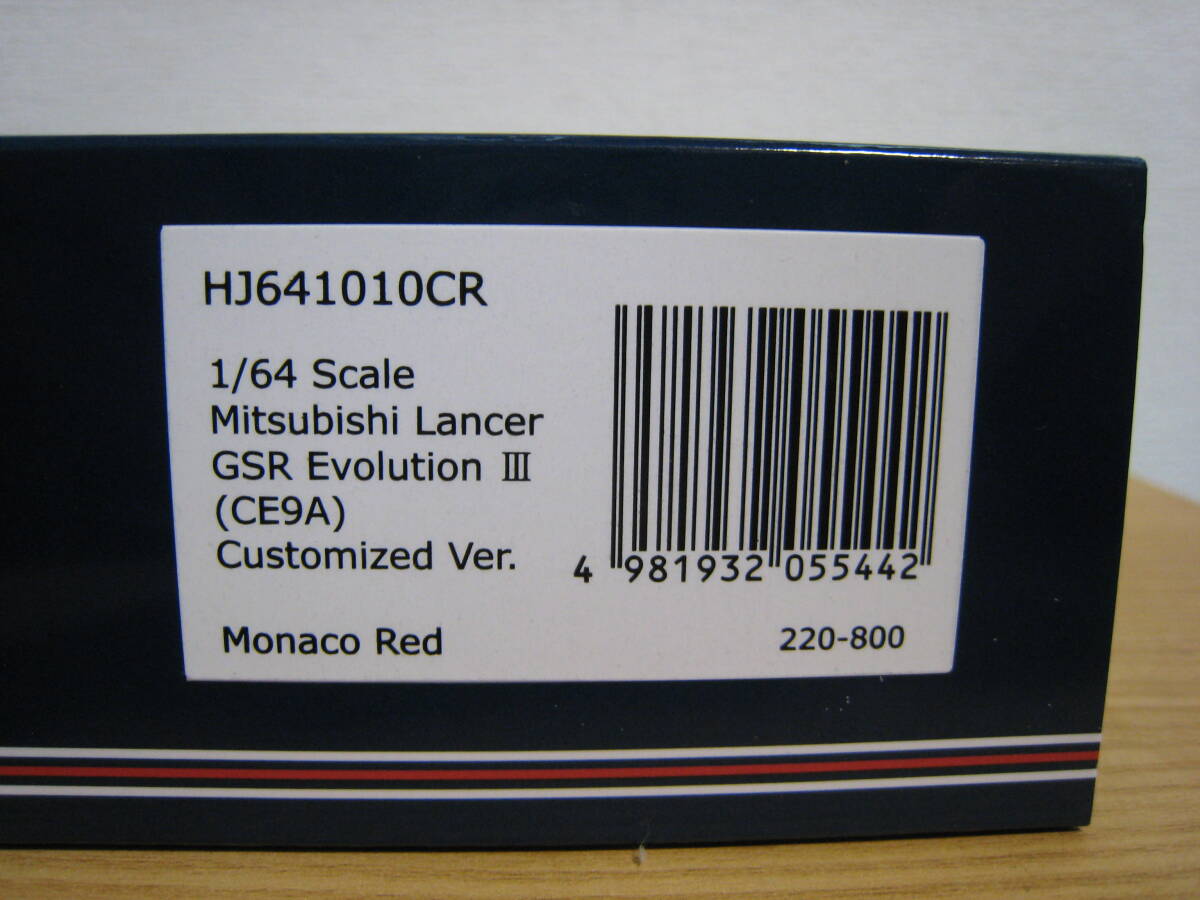 HJ641010CR
1/64 Scale
Mitsubishi Lancer
GSR Evolution Ⅲ
(CE9A)
Customized Ver.
4 981932 055442
Monaco Red
220-800